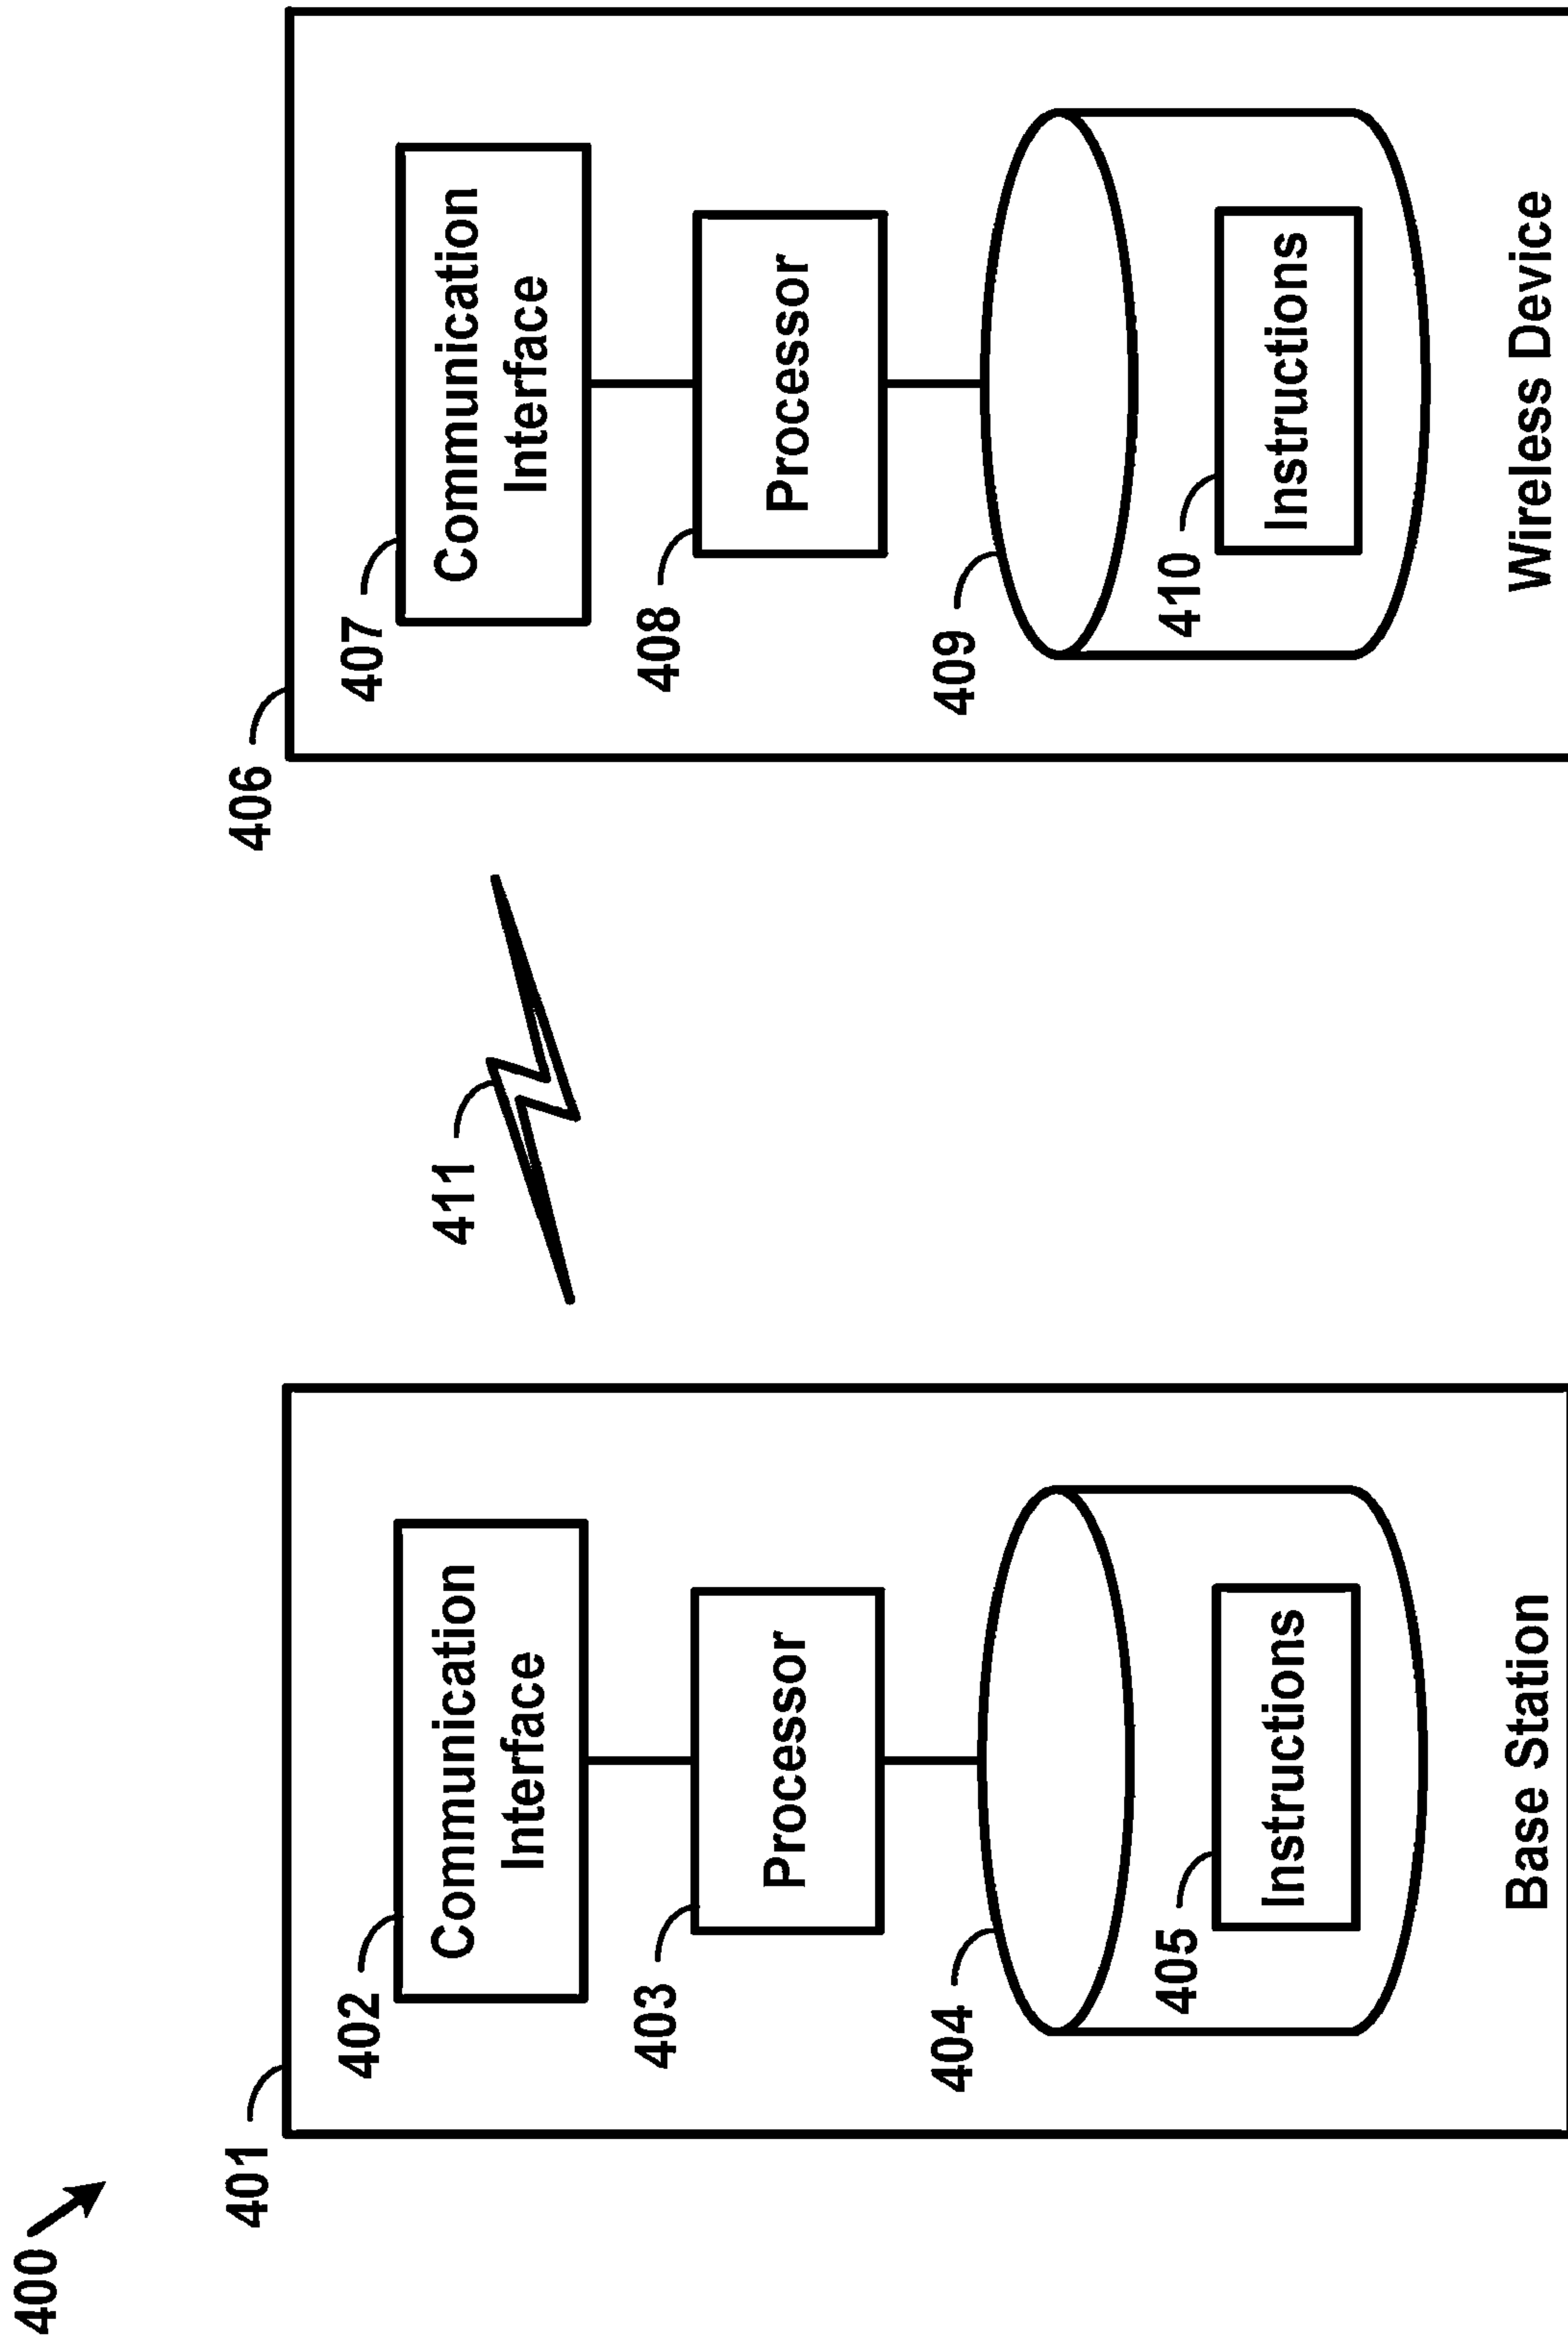 400
401
402
Communication
Interface
403
Processor
404
405
Instructions
Base Station
411
406
407
Communication
Interface
408
Processor
409
410
Instructions
Wireless Device